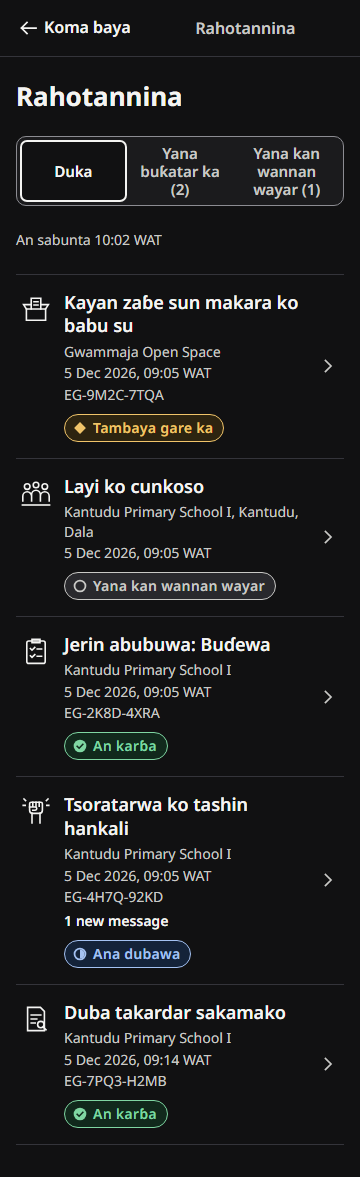 Koma baya
Rahotannina
Rahotannina
Duka
Yana
buƙatar ka
(2)
Yana kan
wannan
wayar (1)
An sabunta 10:02 WAT
Kayan zaɓe sun makara ko
babu su
Gwammaja Open Space
5 Dec 2026, 09:05 WAT
EG-9M2C-7TQA
Tambaya gare ka
Layi ko cunkoso
Kantudu Primary School I, Kantudu,
Dala
5 Dec 2026, 09:05 WAT
Yana kan wannan wayar
Jerin abubuwa: Buɗewa
Kantudu Primary School I
5 Dec 2026, 09:05 WAT
EG-2K8D-4XRA
An karɓa
Tsoratarwa ko tashin
hankali
Kantudu Primary School I
5 Dec 2026, 09:05 WAT
EG-4H7Q-92KD
1 new message
Ana dubawa
Duba takardar sakamako
Kantudu Primary School I
5 Dec 2026, 09:14 WAT
EG-7PQ3-H2MB
An karɓa